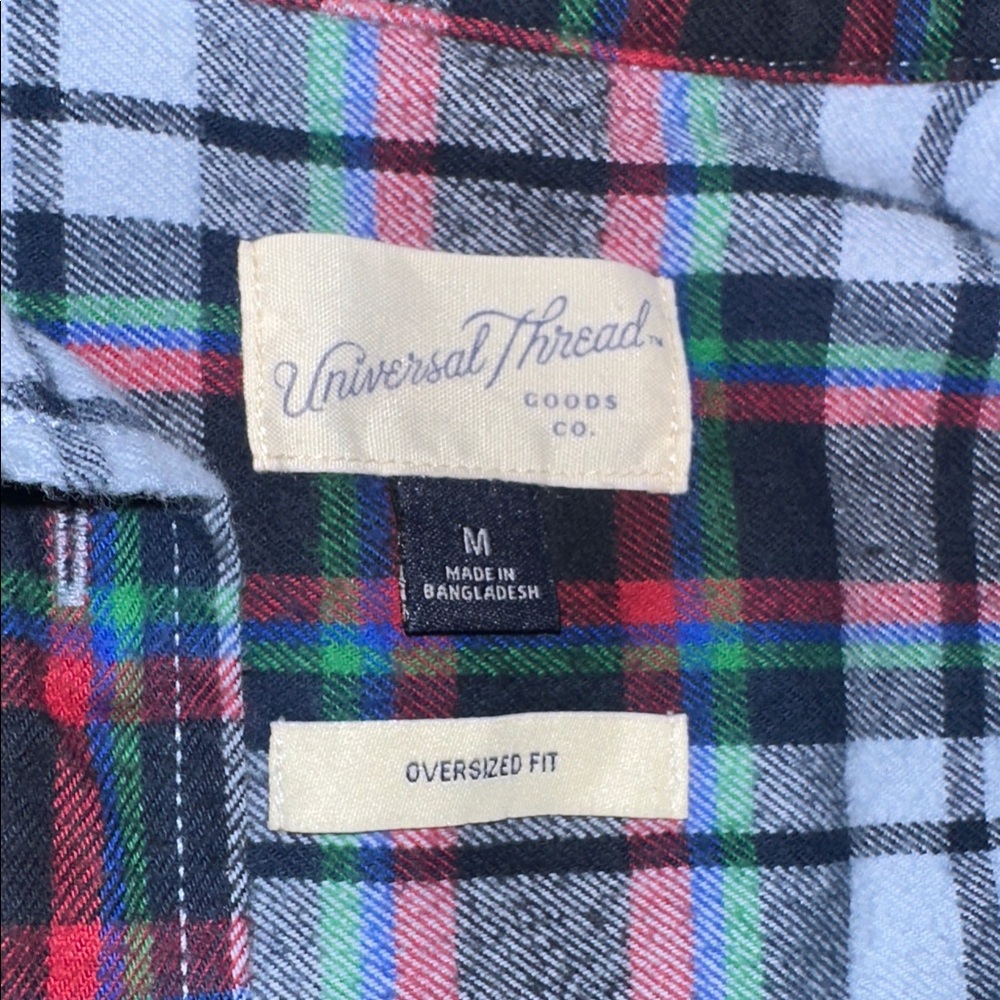 Universal Thread™
GOODS
CO.
M
MADE IN
BANGLADESH
OVERSIZED FIT